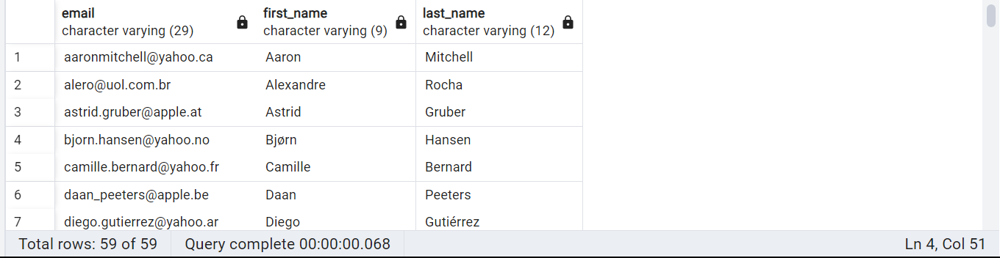 email first_name last_name
character varying (29) character varying (9) character varying (12)
1 aaronmitchell@yahoo.ca Aaron Mitchell
2 alero@uol.com.br Alexandre Rocha
3 astrid.gruber@apple.at Astrid Gruber
4 bjorn.hansen@yahoo.no Bjørn Hansen
5 camille.bernard@yahoo.fr Camille Bernard
6 daan_peeters@apple.be Daan Peeters
7 diego.gutierrez@yahoo.ar Diego Gutiérrez
Total rows: 59 of 59 Query complete 00:00:00.068 Ln 4, Col 51